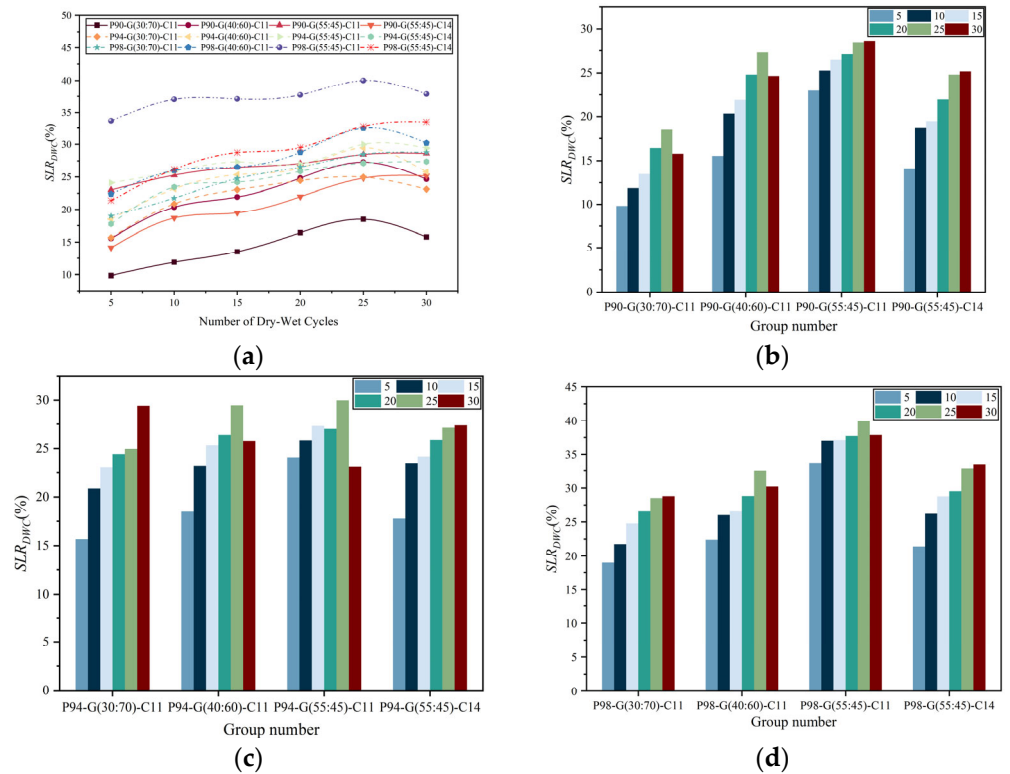 P90-G(30:70)-C11 P90-G(40:60)-C11 P90-G(55:45)-C11 P90-G(55:45)-C14
P94-G(30:70)-C11 P94-G(40:60)-C11 P94-G(55:45)-C11 P94-G(55:45)-C14
P98-G(30:70)-C11 P98-G(40:60)-C11 P98-G(55:45)-C11 P98-G(55:45)-C14
50
45
40
35
30
25
20
15
10
SLR_DWC(%)
5 10 15 20 25 30
Number of Dry-Wet Cycles
(a)
5 10 15
20 25 30
30
25
20
15
10
5
0
SLR_DWC(%)
P90-G(30:70)-C11 P90-G(40:60)-C11 P90-G(55:45)-C11 P90-G(55:45)-C14
Group number
(b)
5 10 15
20 25 30
30
25
20
15
10
5
0
SLR_DWC(%)
P94-G(30:70)-C11 P94-G(40:60)-C11 P94-G(55:45)-C11 P94-G(55:45)-C14
Group number
(c)
5 10 15
20 25 30
45
40
35
30
25
20
15
10
5
0
SLR_DWC(%)
P98-G(30:70)-C11 P98-G(40:60)-C11 P98-G(55:45)-C11 P98-G(55:45)-C14
Group number
(d)